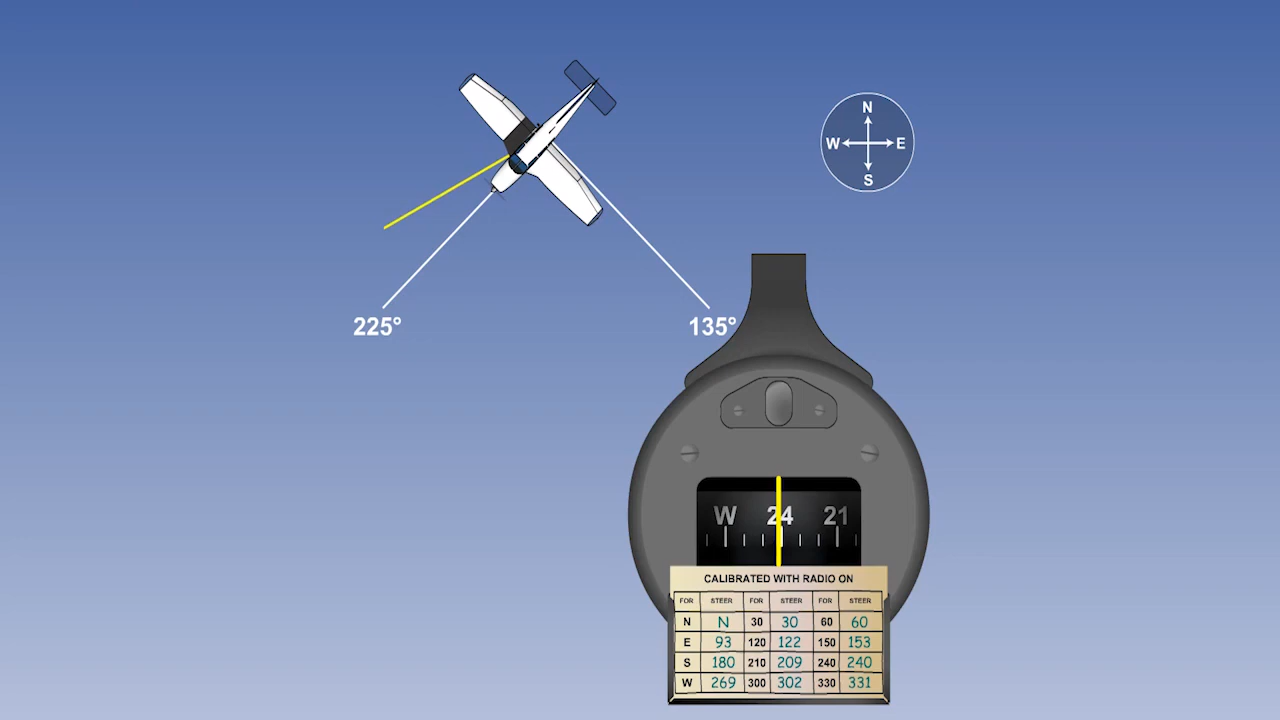 N
W E
S
225° 135°
W 24 21
CALIBRATED WITH RADIO ON
FOR STEER FOR STEER FOR STEER
N N 30 30 60 60
E 93 120 122 150 153
S 180 210 209 240 240
W 269 300 302 330 331